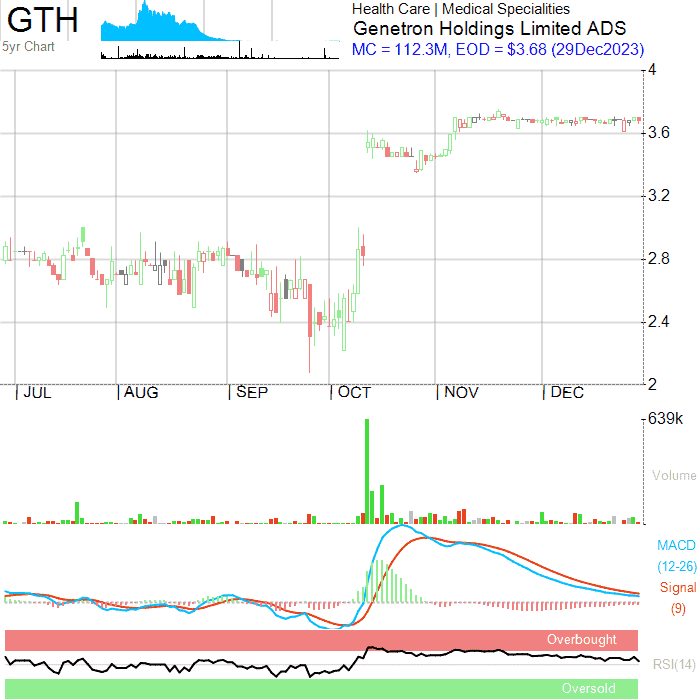 GTH
5yr Chart
Health Care | Medical Specialities
Genetron Holdings Limited ADS
MC = 112.3M, EOD = $3.68 (29Dec2023)
4
3.6
3.2
2.8
2.4
2
| JUL | AUG | SEP | OCT | NOV | DEC
639k
Volume
MACD
(12-26)
Signal
(9)
Overbought
RSI(14)
Oversold